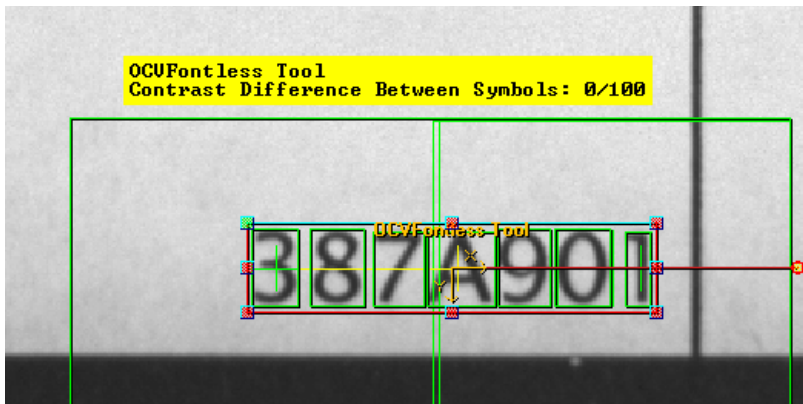 OCVFontless Tool
Contrast Difference Between Symbols: 0/100
OCVFontless Tool
387A901
X
Y